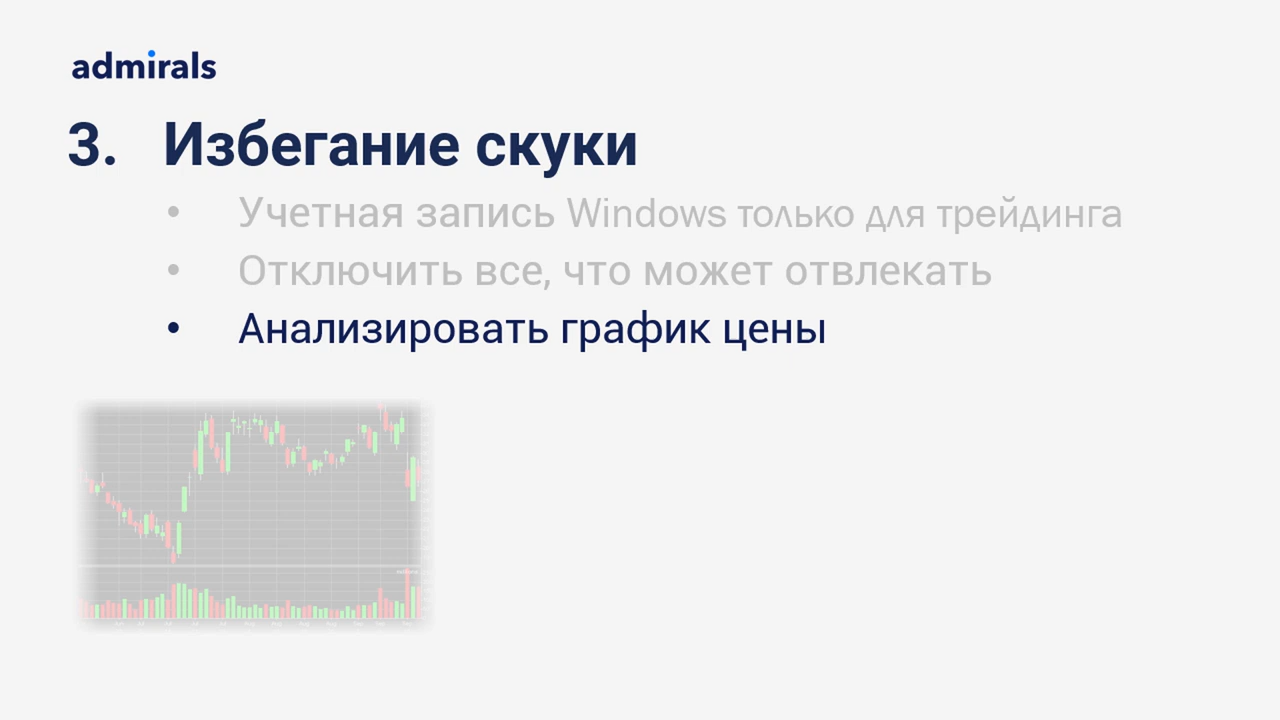 admirals
3. Избегание скуки
• Учетная запись Windows только для трейдинга
• Отключить все, что может отвлекать
• Анализировать график цены